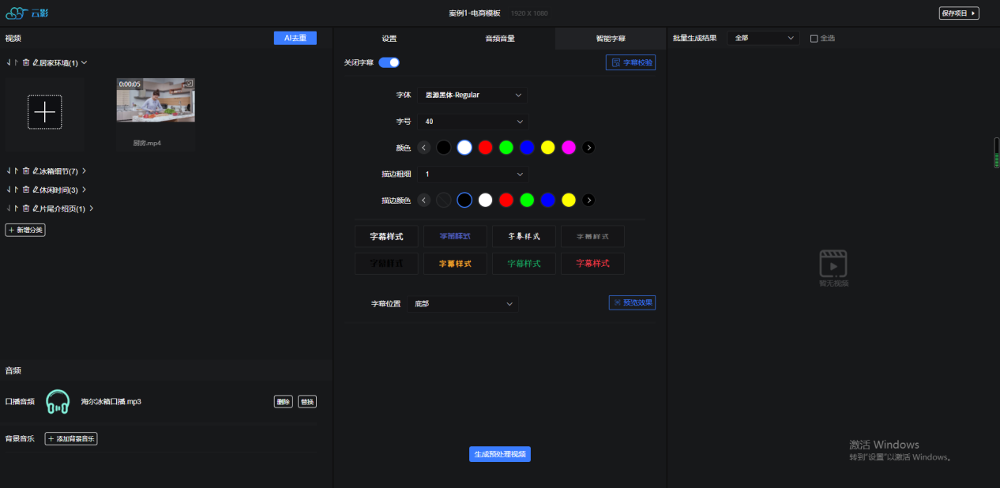 云影
案例1-电商模板 1920 X 1080
保存项目
视频
AI去重
居家环境(1)
0:00:05
厨房.mp4
冰箱细节(7)
休闲时间(3)
片尾介绍页(1)
+ 新增分类
音频
口播音频
海尔冰箱口播.mp3
删除
替换
背景音乐
+ 添加背景音乐
设置
音频音量
智能字幕
关闭字幕
字幕校验
字体
思源黑体-Regular
字号
40
颜色
描边粗细
1
描边颜色
字幕样式 字幕样式 字幕样式 字幕样式
字幕样式 字幕样式 字幕样式 字幕样式
字幕位置
底部
预览效果
生成预处理视频
批量生成结果
全部
全选
暂无视频
激活 Windows
转到"设置"以激活 Windows。